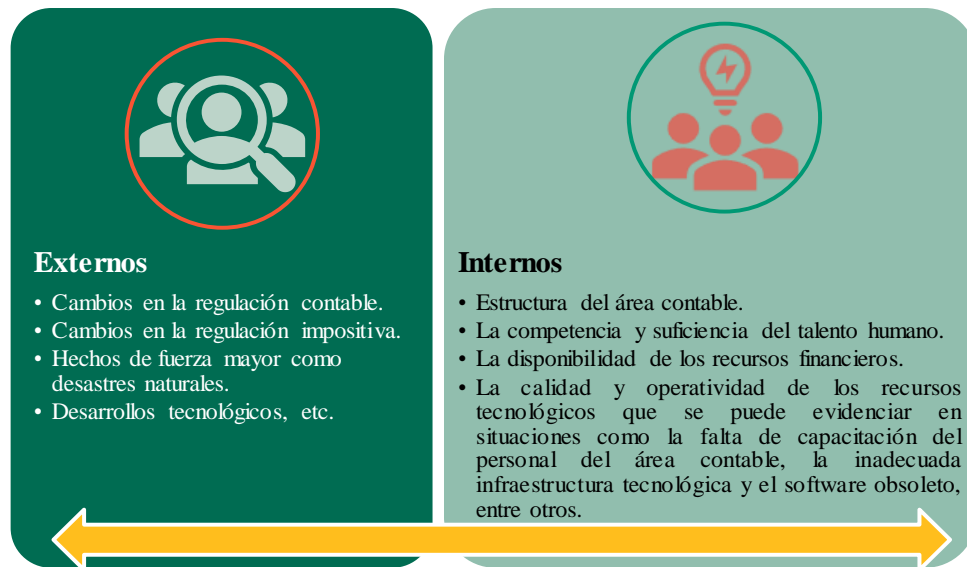 Externos
• Cambios en la regulación contable.
• Cambios en la regulación impositiva.
• Hechos de fuerza mayor como
desastres naturales.
• Desarrollos tecnológicos, etc.
Internos
• Estructura del área contable.
• La competencia y suficiencia del talento humano.
• La disponibilidad de los recursos financieros.
• La calidad y operatividad de los recursos
tecnológicos que se puede evidenciar en
situaciones como la falta de capacitación del
personal del área contable, la inadecuada
infraestructura tecnológica y el software obsoleto,
entre otros.